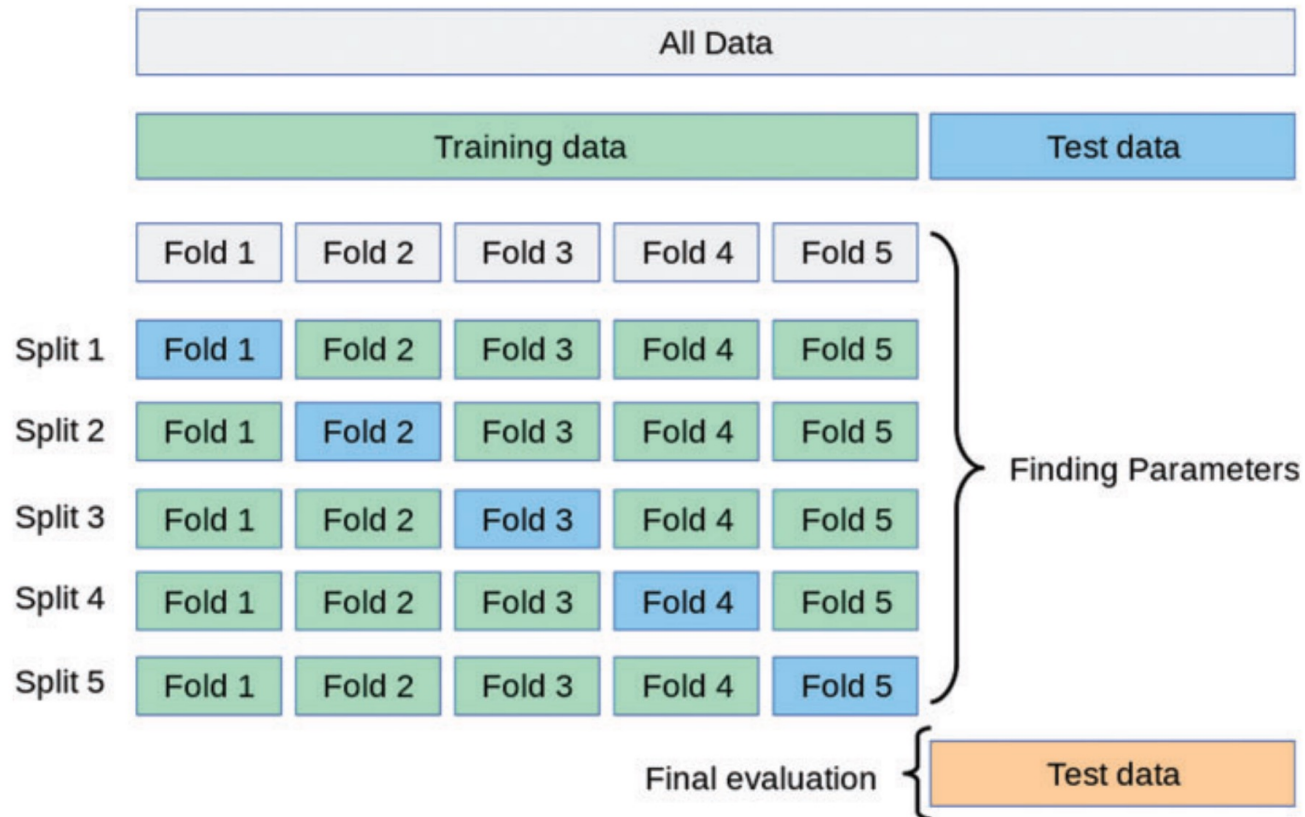 All Data
Training data Test data
Fold 1 Fold 2 Fold 3 Fold 4 Fold 5
Split 1 Fold 1 Fold 2 Fold 3 Fold 4 Fold 5
Split 2 Fold 1 Fold 2 Fold 3 Fold 4 Fold 5
Finding Parameters
Split 3 Fold 1 Fold 2 Fold 3 Fold 4 Fold 5
Split 4 Fold 1 Fold 2 Fold 3 Fold 4 Fold 5
Split 5 Fold 1 Fold 2 Fold 3 Fold 4 Fold 5
Final evaluation Test data